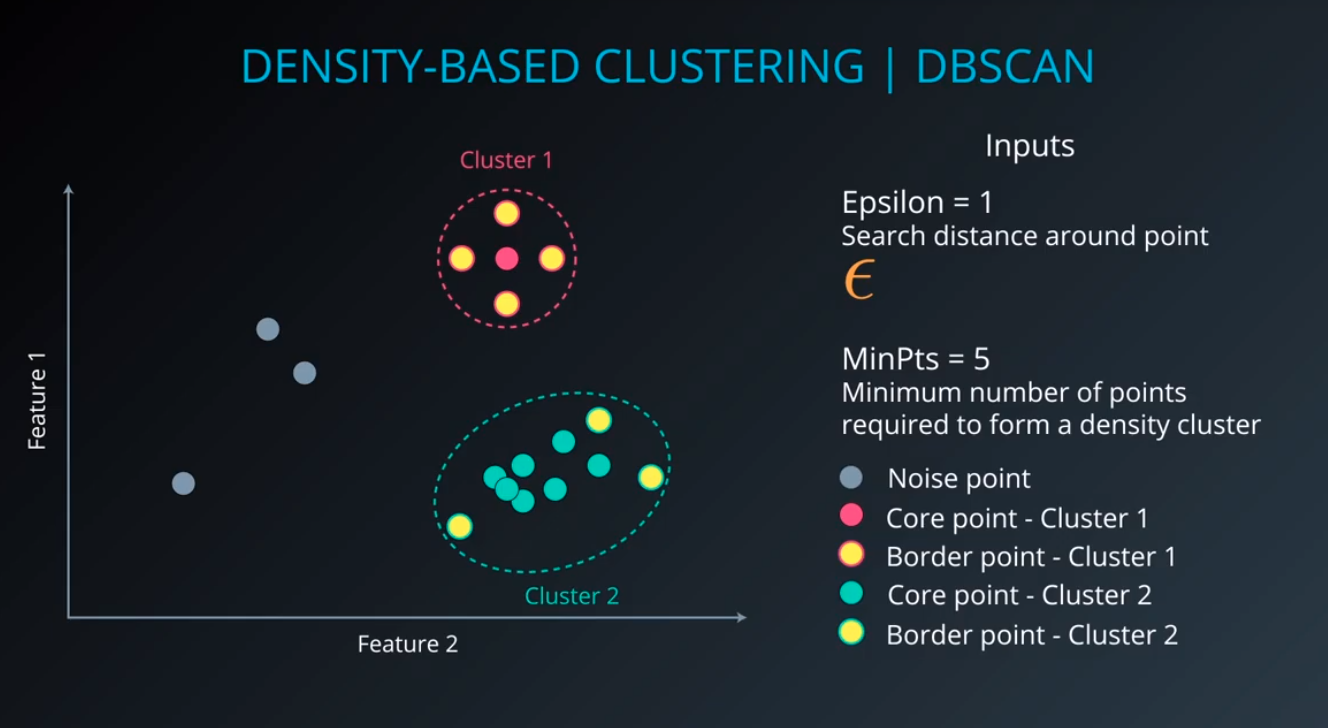 DENSITY-BASED CLUSTERING | DBSCAN
Cluster 1
Feature 1
Cluster 2
Feature 2
Inputs
Epsilon = 1
Search distance around point
ϵ
MinPts = 5
Minimum number of points
required to form a density cluster
Noise point
Core point - Cluster 1
Border point - Cluster 1
Core point - Cluster 2
Border point - Cluster 2